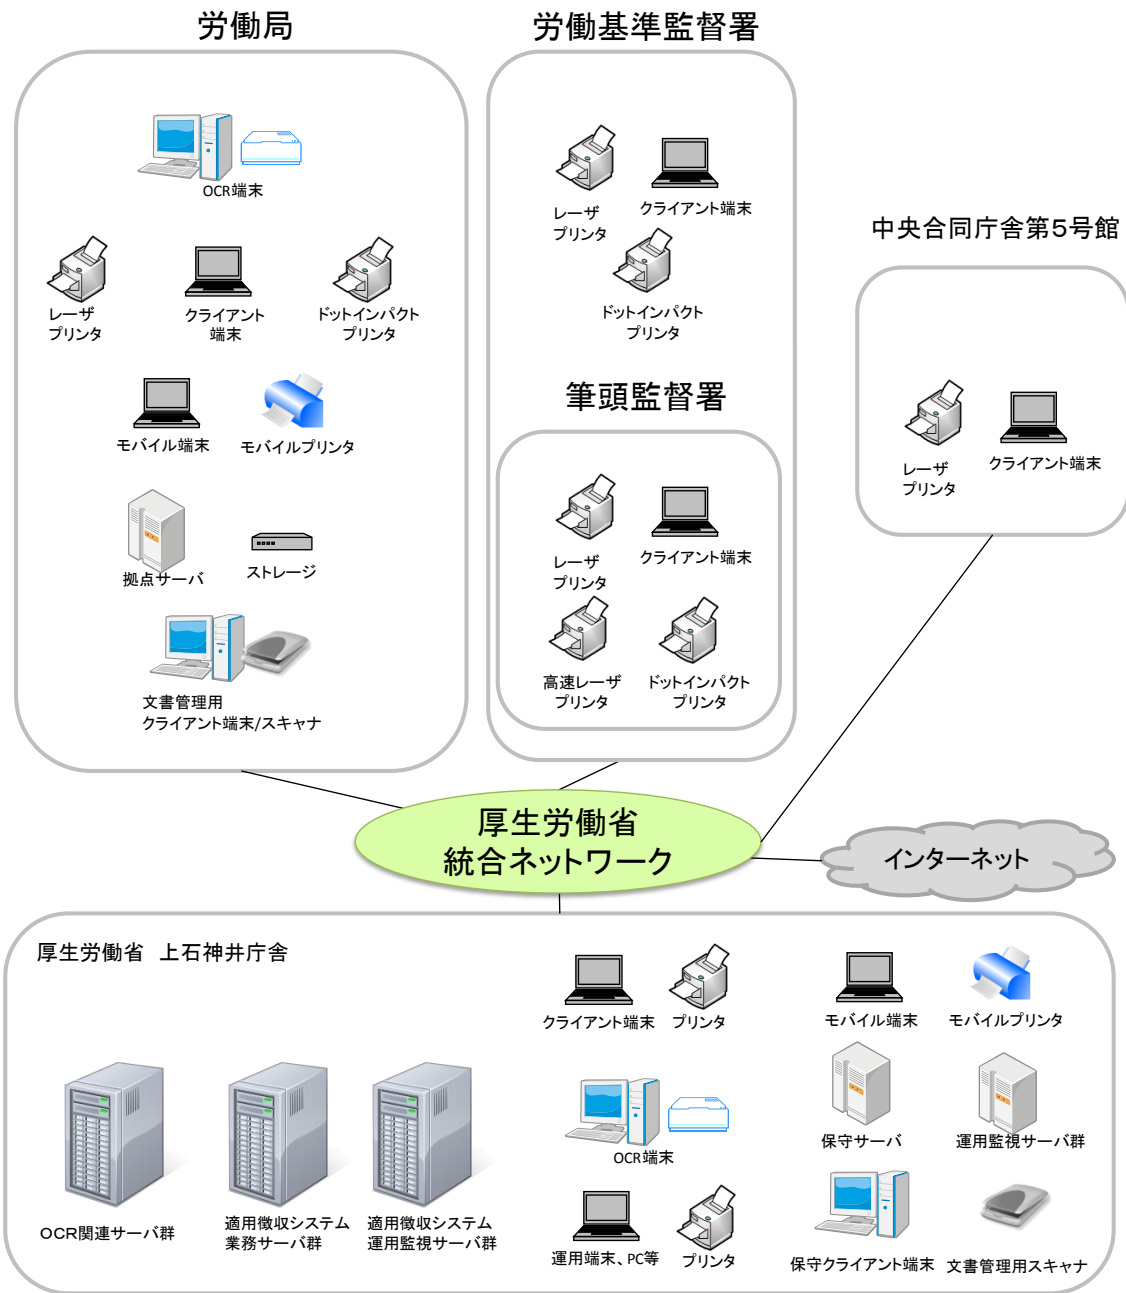 労働局
OCR端末
レーザ
プリンタ
クライアント
端末
ドットインパクト
プリンタ
モバイル端末
モバイルプリンタ
拠点サーバ
ストレージ
文書管理用
クライアント端末/スキャナ
労働基準監督署
レーザ
プリンタ
クライアント端末
ドットインパクト
プリンタ
筆頭監督署
レーザ
プリンタ
クライアント端末
高速レーザ
プリンタ
ドットインパクト
プリンタ
中央合同庁舎第5号館
レーザ
プリンタ
クライアント端末
厚生労働省
統合ネットワーク
インターネット
厚生労働省　上石神井庁舎
クライアント端末
プリンタ
モバイル端末
モバイルプリンタ
OCR関連サーバ群
適用徴収システム
業務サーバ群
適用徴収システム
運用監視サーバ群
OCR端末
保守サーバ
運用監視サーバ群
運用端末、PC等
プリンタ
保守クライアント端末
文書管理用スキャナ